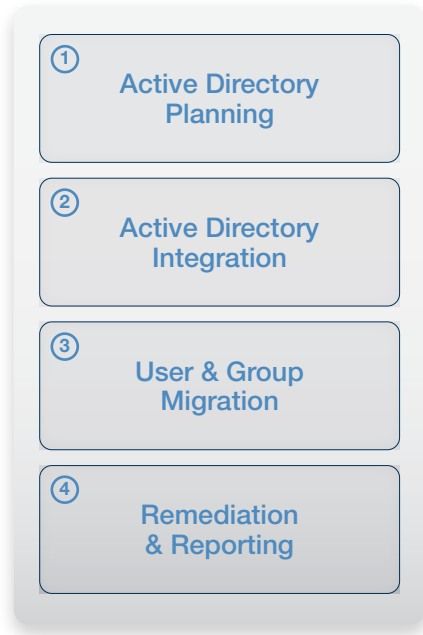 1
Active Directory
Planning
2
Active Directory
Integration
3
User & Group
Migration
4
Remediation
& Reporting